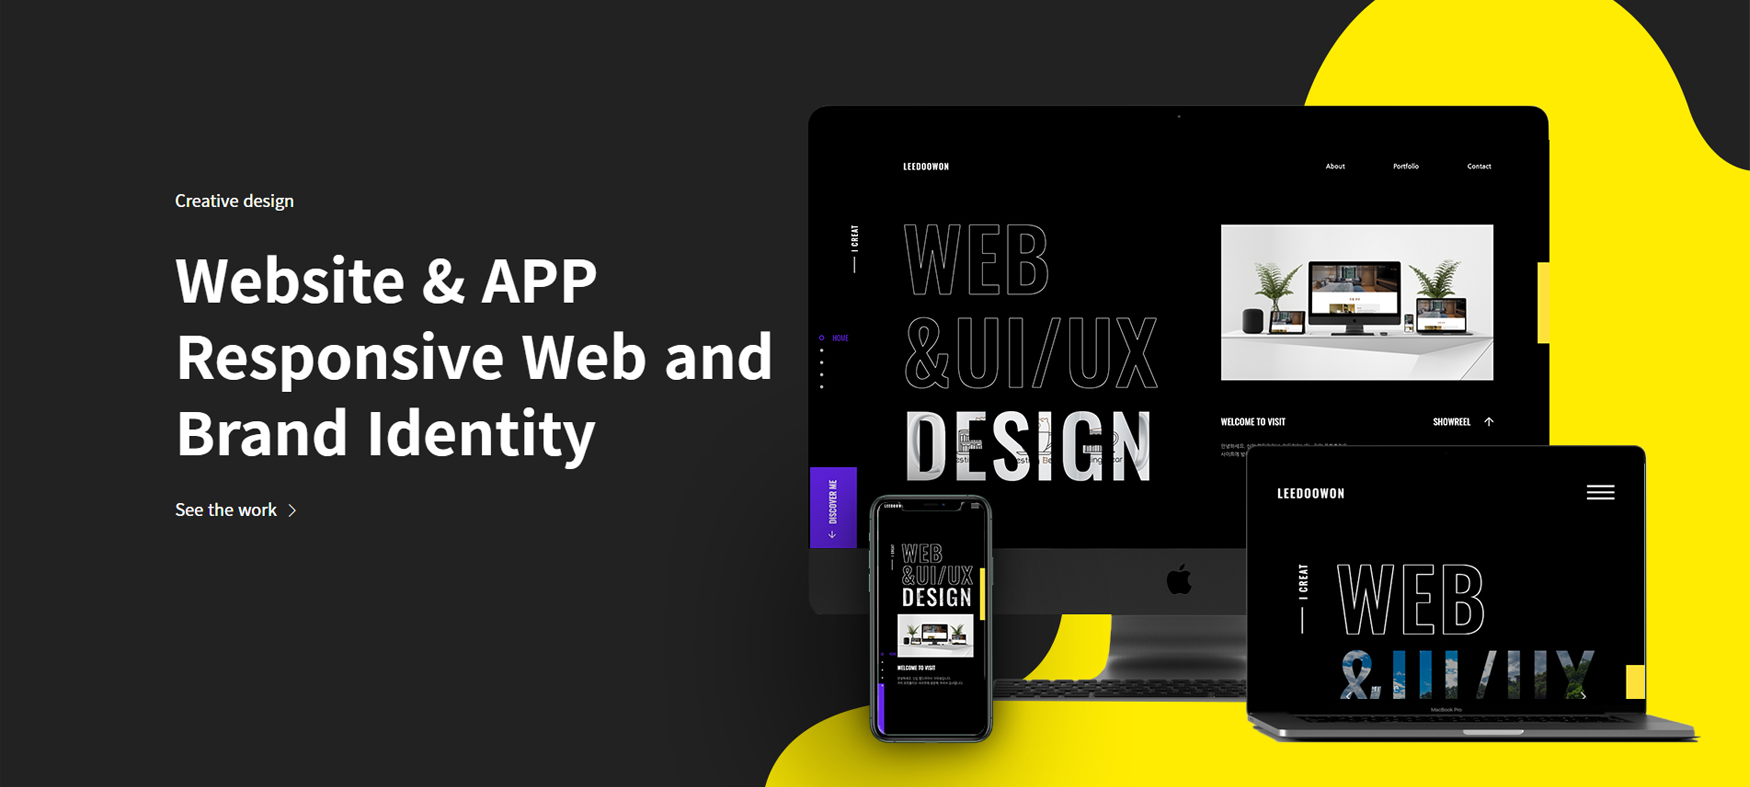 Creative design
Website & APP
Responsive Web and
Brand Identity
See the work
LEEDOOWON
About
Portfolio
Contact
I CREAT
WEB
&UI/UX
DESIGN
HOME
DISCOVER ME
WELCOME TO VISIT
SHOWREEL
LEEDOOWON
I CREAT
WEB
&UI/UX
DESIGN
WELCOME TO VISIT
LEEDOOWON
I CREAT
WEB
&UI/UX
MacBook Pro